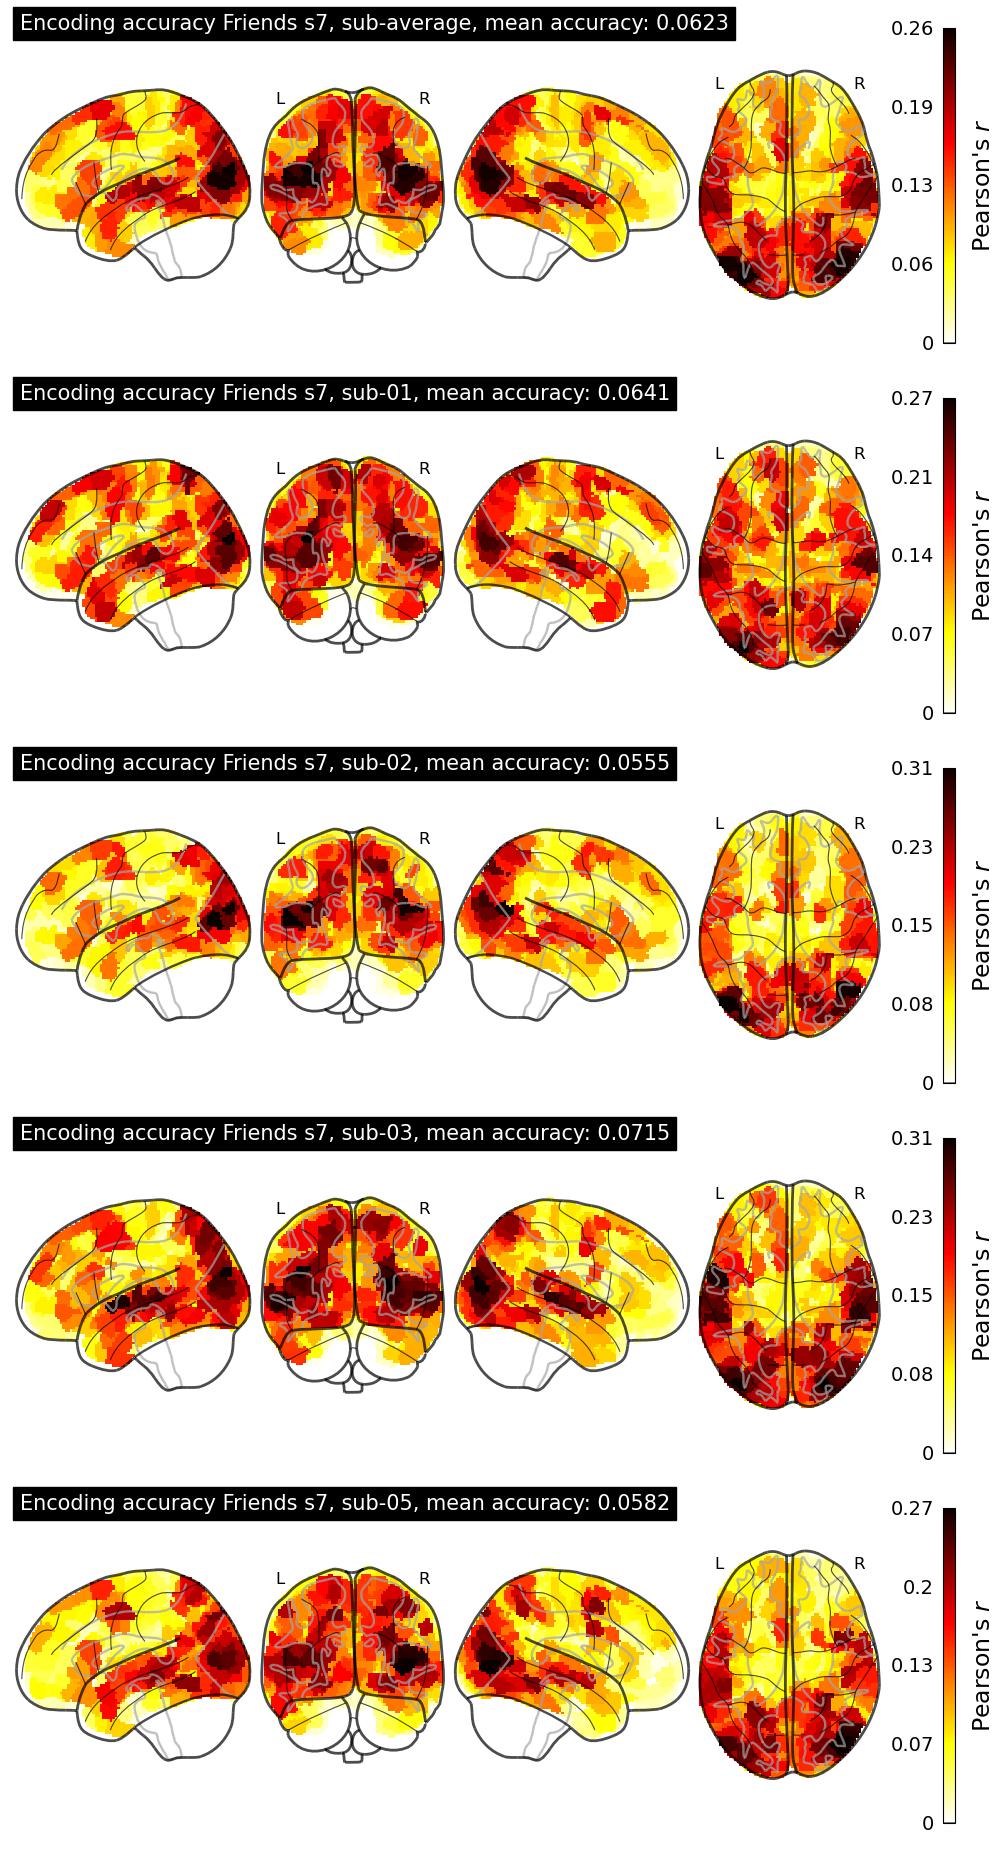 Encoding accuracy Friends s7, sub-average, mean accuracy: 0.0623
L
R
L
R
0.26
0.19
0.13
0.06
0
Pearson's r
Encoding accuracy Friends s7, sub-01, mean accuracy: 0.0641
L
R
L
R
0.27
0.21
0.14
0.07
0
Pearson's r
Encoding accuracy Friends s7, sub-02, mean accuracy: 0.0555
L
R
L
R
0.31
0.23
0.15
0.08
0
Pearson's r
Encoding accuracy Friends s7, sub-03, mean accuracy: 0.0715
L
R
L
R
0.31
0.23
0.15
0.08
0
Pearson's r
Encoding accuracy Friends s7, sub-05, mean accuracy: 0.0582
L
R
L
R
0.27
0.2
0.13
0.07
0
Pearson's r